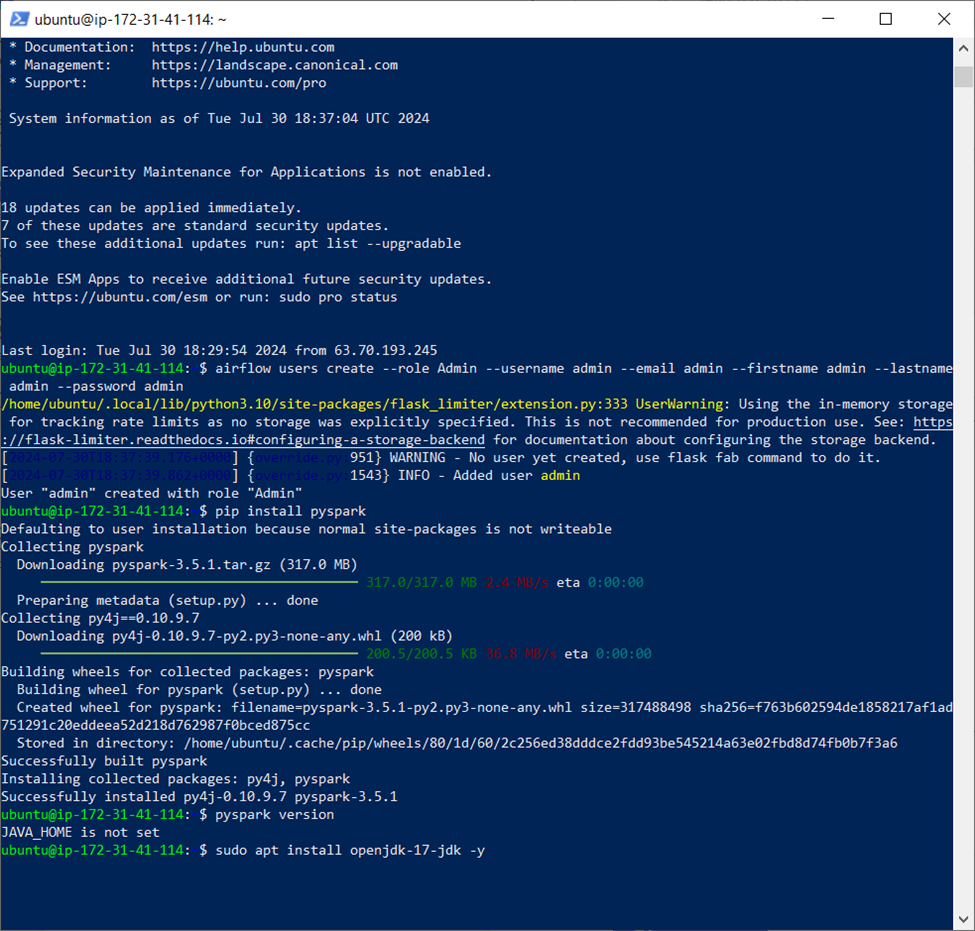 ubuntu@ip-172-31-41-114: ~
* Documentation:  https://help.ubuntu.com
* Management:     https://landscape.canonical.com
* Support:        https://ubuntu.com/pro
System information as of Tue Jul 30 18:37:04 UTC 2024
Expanded Security Maintenance for Applications is not enabled.
18 updates can be applied immediately.
7 of these updates are standard security updates.
To see these additional updates run: apt list --upgradable
Enable ESM Apps to receive additional future security updates.
See https://ubuntu.com/esm or run: sudo pro status
Last login: Tue Jul 30 18:29:54 2024 from 63.70.193.245
ubuntu@ip-172-31-41-114: $ airflow users create --role Admin --username admin --email admin --firstname admin --lastname
admin --password admin
/home/ubuntu/.local/lib/python3.10/site-packages/flask_limiter/extension.py:333 UserWarning: Using the in-memory storage
for tracking rate limits as no storage was explicitly specified. This is not recommended for production use. See: https
://flask-limiter.readthedocs.io#configuring-a-storage-backend for documentation about configuring the storage backend.
[2024-07-30T18:37:39.176+0000] {override.py:951} WARNING - No user yet created, use flask fab command to do it.
[2024-07-30T18:37:39.862+0000] {override.py:1543} INFO - Added user admin
User "admin" created with role "Admin"
ubuntu@ip-172-31-41-114: $ pip install pyspark
Defaulting to user installation because normal site-packages is not writeable
Collecting pyspark
Downloading pyspark-3.5.1.tar.gz (317.0 MB)
317.0/317.0 MB 2.4 MB/s eta 0:00:00
Preparing metadata (setup.py) ... done
Collecting py4j==0.10.9.7
Downloading py4j-0.10.9.7-py2.py3-none-any.whl (200 kB)
200.5/200.5 KB 36.8 MB/s eta 0:00:00
Building wheels for collected packages: pyspark
Building wheel for pyspark (setup.py) ... done
Created wheel for pyspark: filename=pyspark-3.5.1-py2.py3-none-any.whl size=317488498 sha256=f763b602594de1858217af1ad
751291c20eddeea52d218d762987f0bced875cc
Stored in directory: /home/ubuntu/.cache/pip/wheels/80/1d/60/2c256ed38dddce2fdd93be545214a63e02fbd8d74fb0b7f3a6
Successfully built pyspark
Installing collected packages: py4j, pyspark
Successfully installed py4j-0.10.9.7 pyspark-3.5.1
ubuntu@ip-172-31-41-114: $ pyspark version
JAVA_HOME is not set
ubuntu@ip-172-31-41-114: $ sudo apt install openjdk-17-jdk -y